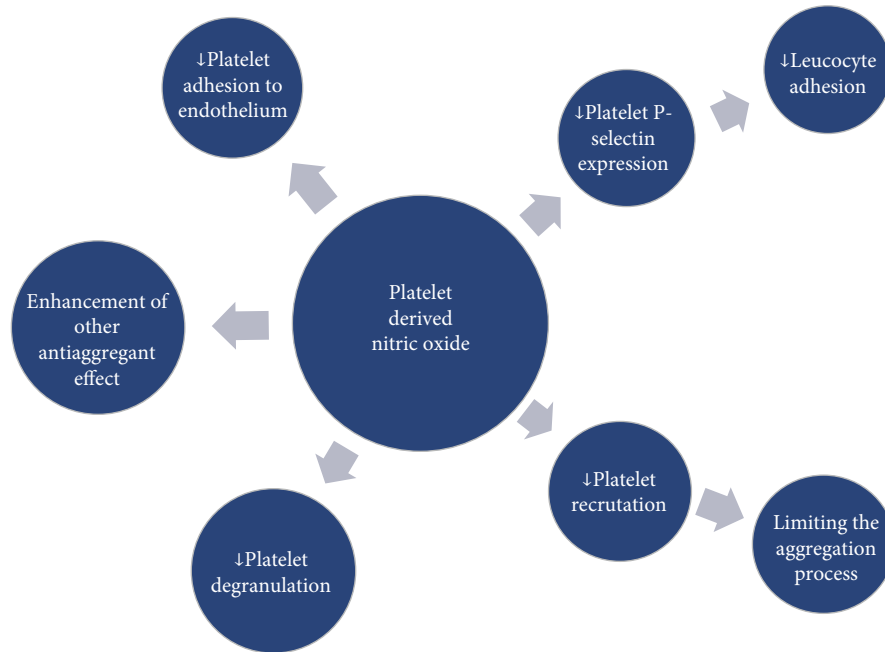 ↓Platelet
adhesion to
endothelium
↓Platelet P-
selectin
expression
↓Leucocyte
adhesion
Enhancement of
other
antiaggregant
effect
Platelet
derived
nitric oxide
↓Platelet
degranulation
↓Platelet
recrutation
Limiting the
aggregation
process